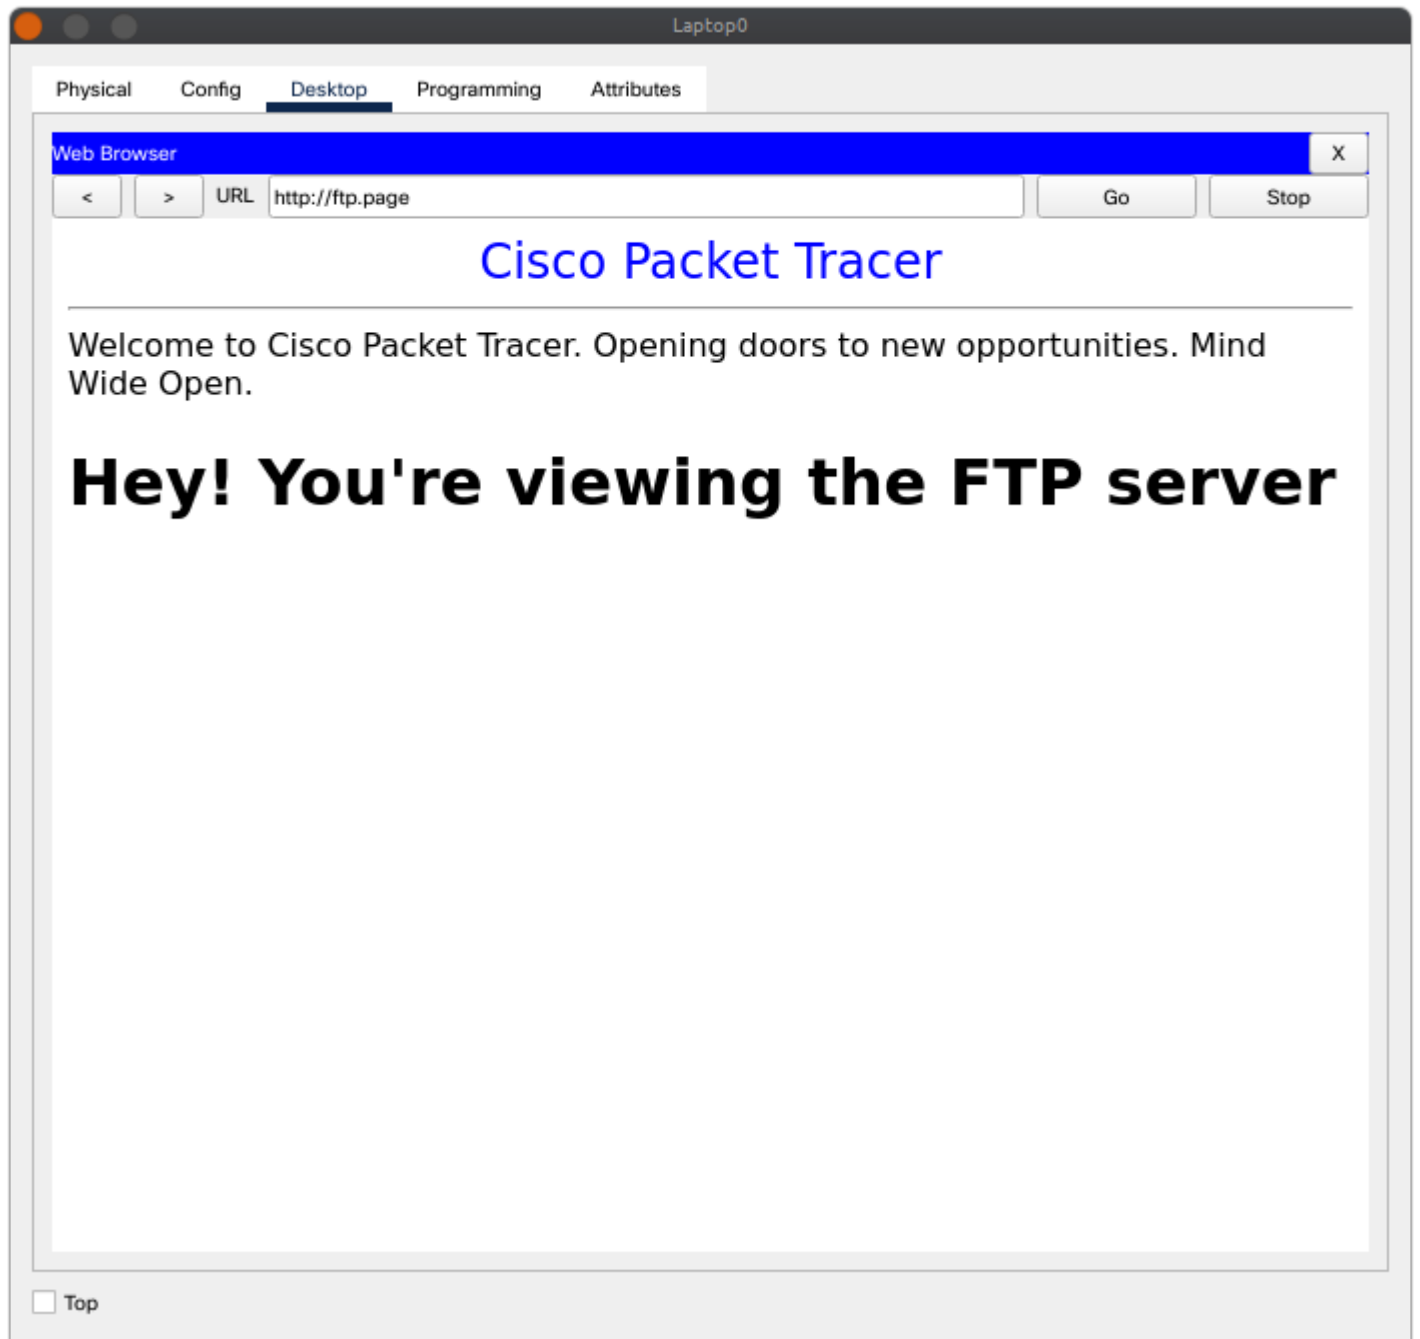 Laptop0
Physical Config Desktop Programming Attributes
Web Browser X
< > URL http://ftp.page Go Stop
Cisco Packet Tracer
Welcome to Cisco Packet Tracer. Opening doors to new opportunities. Mind
Wide Open.
Hey! You're viewing the FTP server
Top